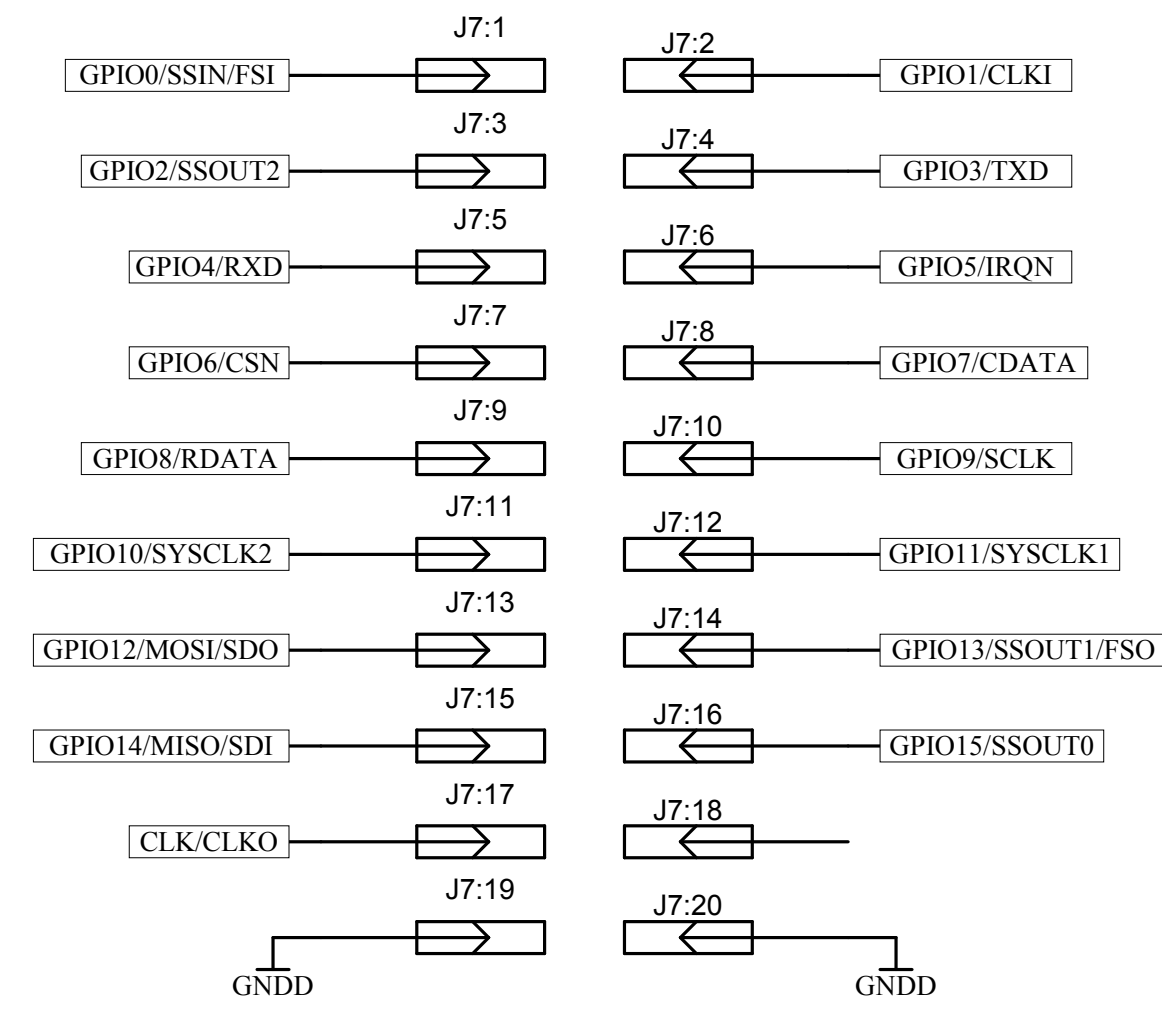 J7:1
J7:2
GPIO0/SSIN/FSI
GPIO1/CLKI
J7:3
J7:4
GPIO2/SSOUT2
GPIO3/TXD
J7:5
J7:6
GPIO4/RXD
GPIO5/IRQN
J7:7
J7:8
GPIO6/CSN
GPIO7/CDATA
J7:9
J7:10
GPIO8/RDATA
GPIO9/SCLK
J7:11
J7:12
GPIO10/SYSCLK2
GPIO11/SYSCLK1
J7:13
J7:14
GPIO12/MOSI/SDO
GPIO13/SSOUT1/FSO
J7:15
J7:16
GPIO14/MISO/SDI
GPIO15/SSOUT0
J7:17
J7:18
CLK/CLKO
J7:19
J7:20
GNDD
GNDD